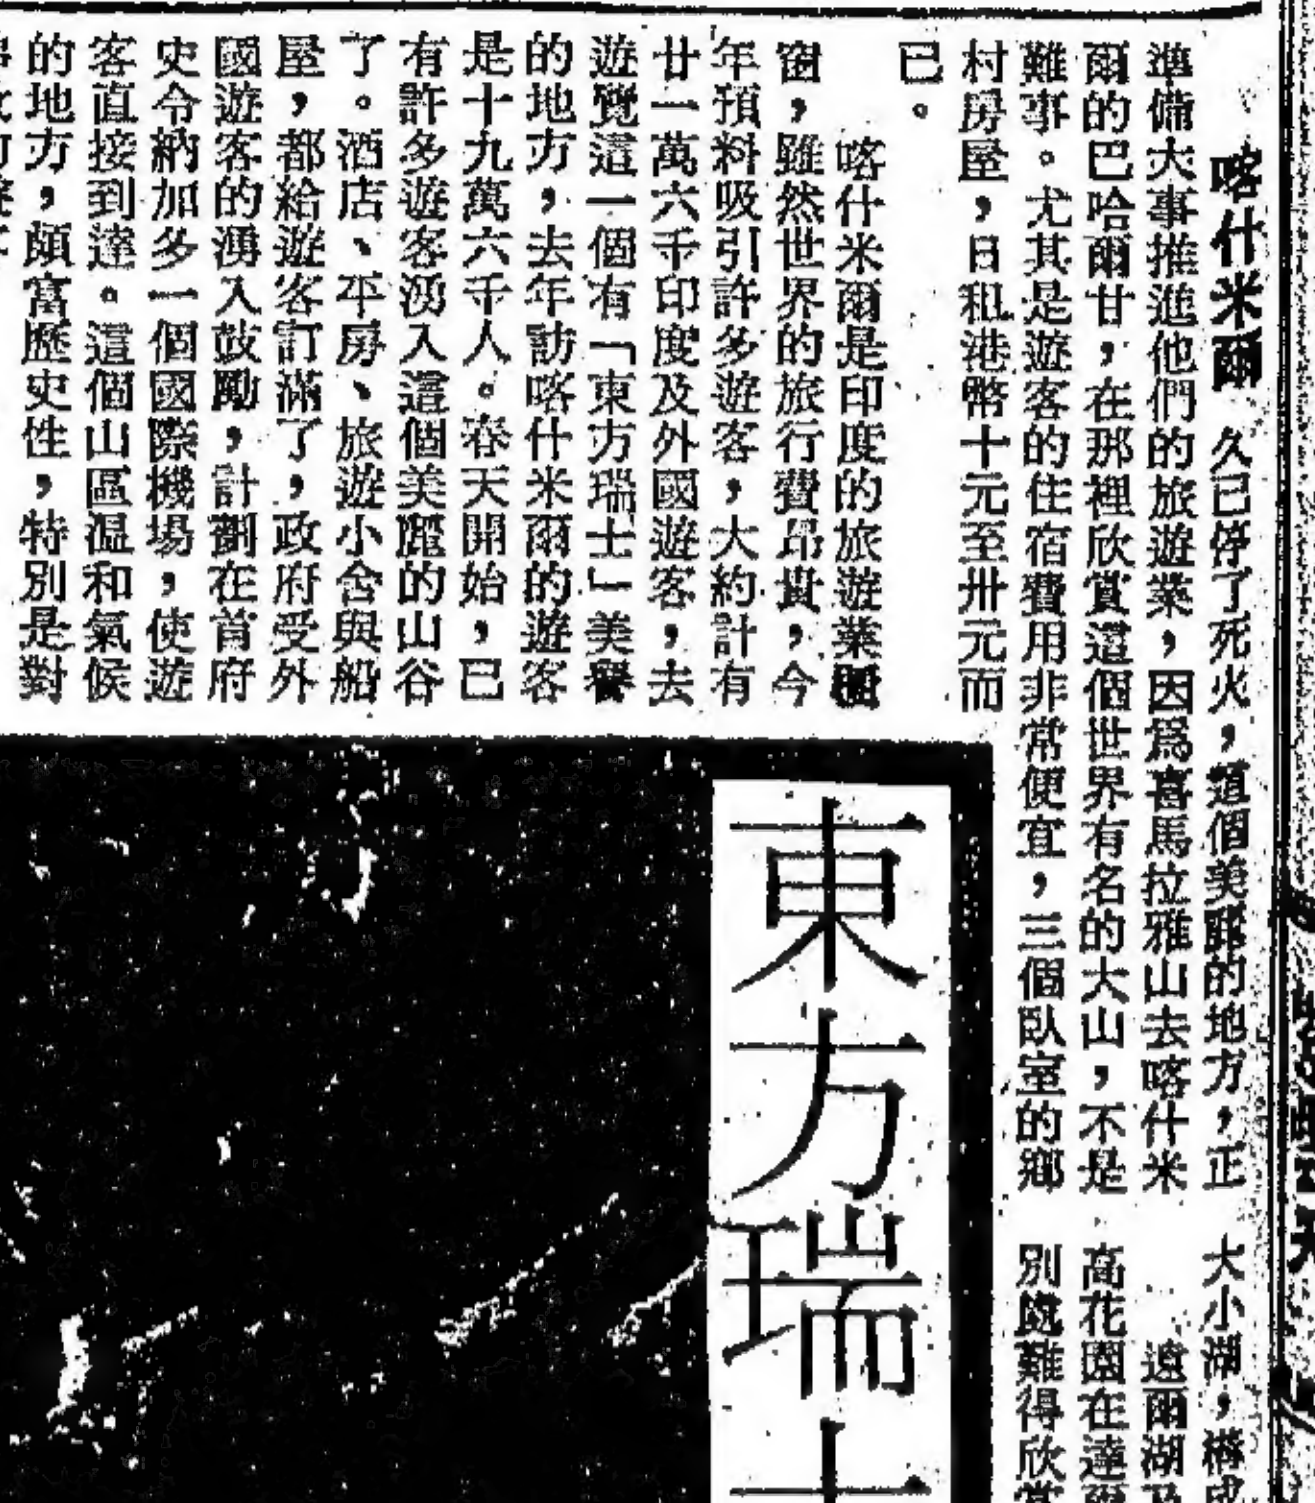 喀什米爾 久已停了死火，這個美麗的地方，正
準備大事推進他們的旅遊業，因爲喜馬拉雅山去喀什米
爾的巴哈爾甘，在那裡欣賞這個世界有名的大山，不是
難事。尤其是遊客的住宿費用非常便宜，三個臥室的鄉
村房屋，日租港幣十元至卅元而
已。
喀什米爾是印度的旅遊業櫥
窗，雖然世界的旅行費昂貴，今
年預料吸引許多遊客，大約計有
廿一萬六千印度及外國遊客，去
遊覽這一個有「東方瑞士」美譽
的地方，去年訪喀什米爾的遊客
是十九萬六千人。春天開始，已
有許多遊客湧入這個美麗的山谷
了。酒店、平房、旅遊小舍與船
屋，都給遊客訂滿了，政府受外
國遊客的湧入鼓勵，計劃在首府
史令納加多一個國際機場，使遊
客直接到達。這個山區溫和氣候
的地方，頗富歷史性，特別是對
大小湖，構成
達爾湖及
高花園在達爾
別處難得欣賞
東方瑞士